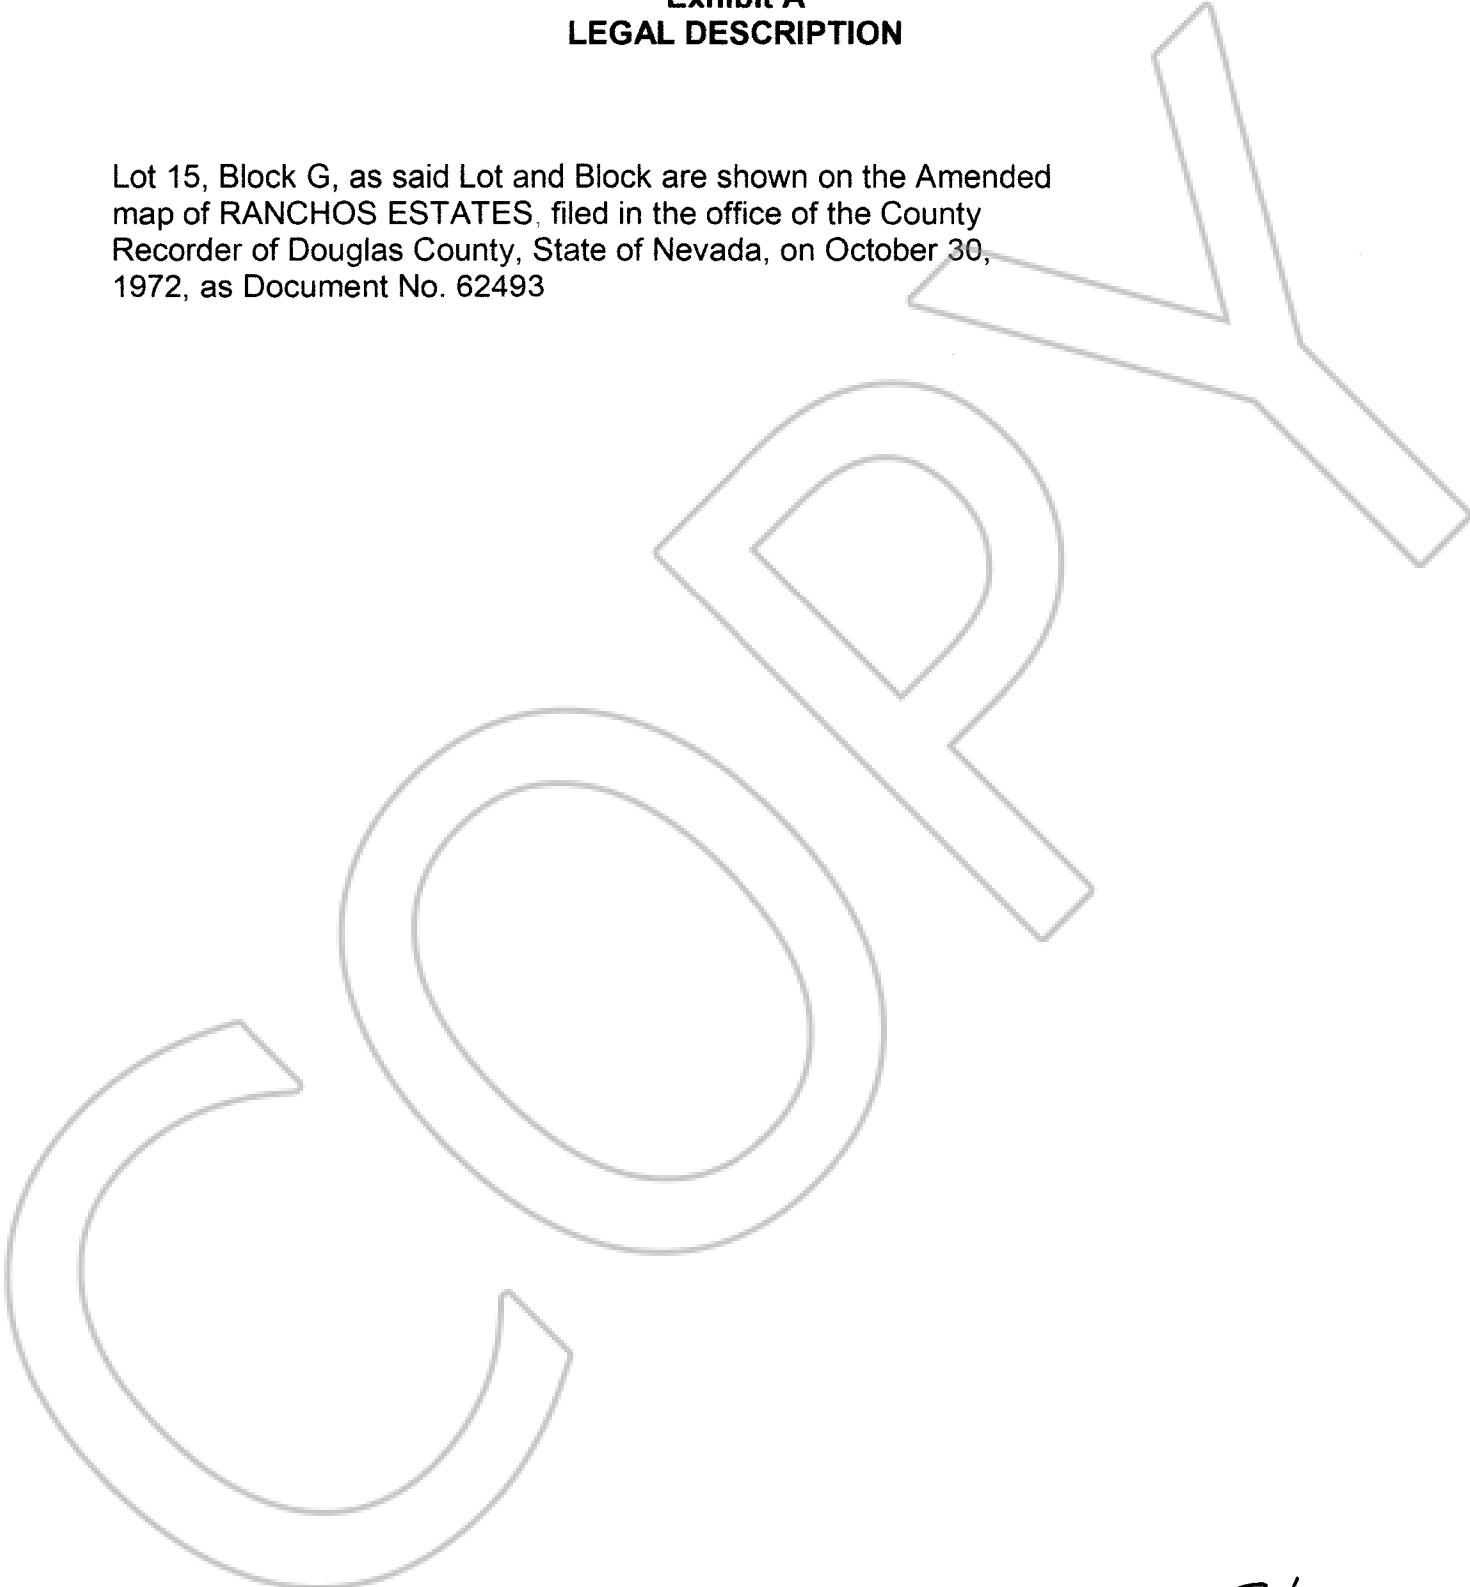 Exhibit A
LEGAL DESCRIPTION
Lot 15, Block G, as said Lot and Block are shown on the Amended
map of RANCHOS ESTATES, filed in the office of the County
Recorder of Douglas County, State of Nevada, on October 30,
1972, as Document No. 62493
COPY